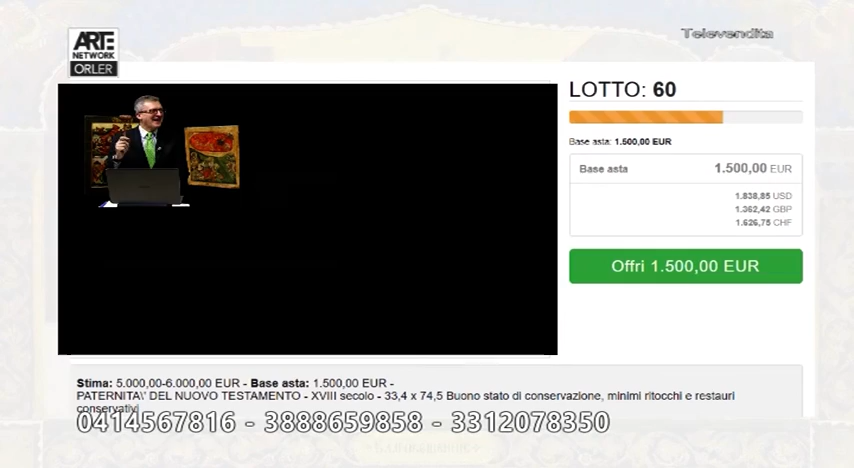 ARTE
NETWORK
ORLER
Televendita
LOTTO: 60
Base asta: 1.500,00 EUR
Base asta 1.500,00 EUR
1.838,85 USD
1.362,42 GBP
1.626,75 CHF
Offri 1.500,00 EUR
Stima: 5.000,00-6.000,00 EUR - Base asta: 1.500,00 EUR -
PATERNITA\' DEL NUOVO TESTAMENTO - XVIII secolo - 33,4 x 74,5 Buono stato di conservazione, minimi ritocchi e restauri
conservativi
0414567816 - 3888659858 - 3312078350